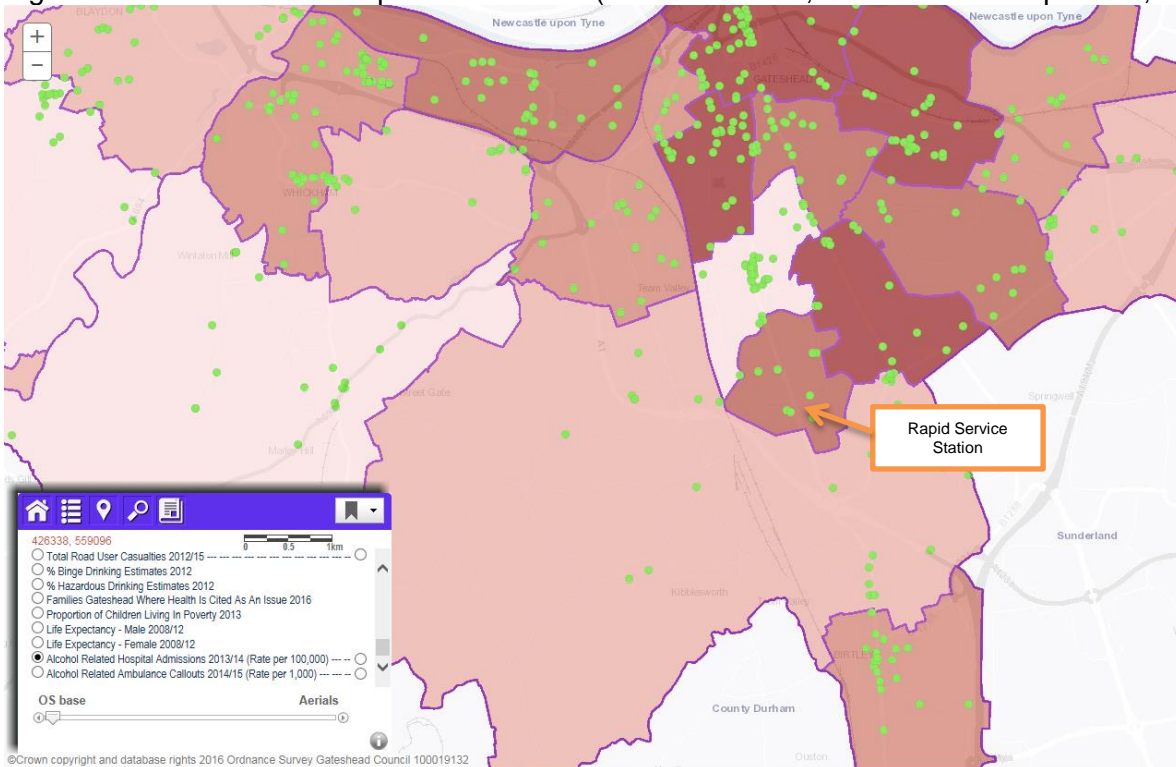 BLAYDON
Newcastle upon Tyne
Newcastle upon Tyne
+
−
GATESHEAD
WHICKHAM
Team Valley
A1
Street Gate
Marley Hill
Rapid Service
Station
Springwell
Sunderland
Kibblesworth
BIRTLEY
County Durham
Ouston
426338, 559096
0 0.5 1km
Total Road User Casualties 2012/15
% Binge Drinking Estimates 2012
% Hazardous Drinking Estimates 2012
Families Gateshead Where Health Is Cited As An Issue 2016
Proportion of Children Living In Poverty 2013
Life Expectancy - Male 2008/12
Life Expectancy - Female 2008/12
Alcohol Related Hospital Admissions 2013/14 (Rate per 100,000)
Alcohol Related Ambulance Callouts 2014/15 (Rate per 1,000)
OS base Aerials
©Crown copyright and database rights 2016 Ordnance Survey Gateshead Council 100019132